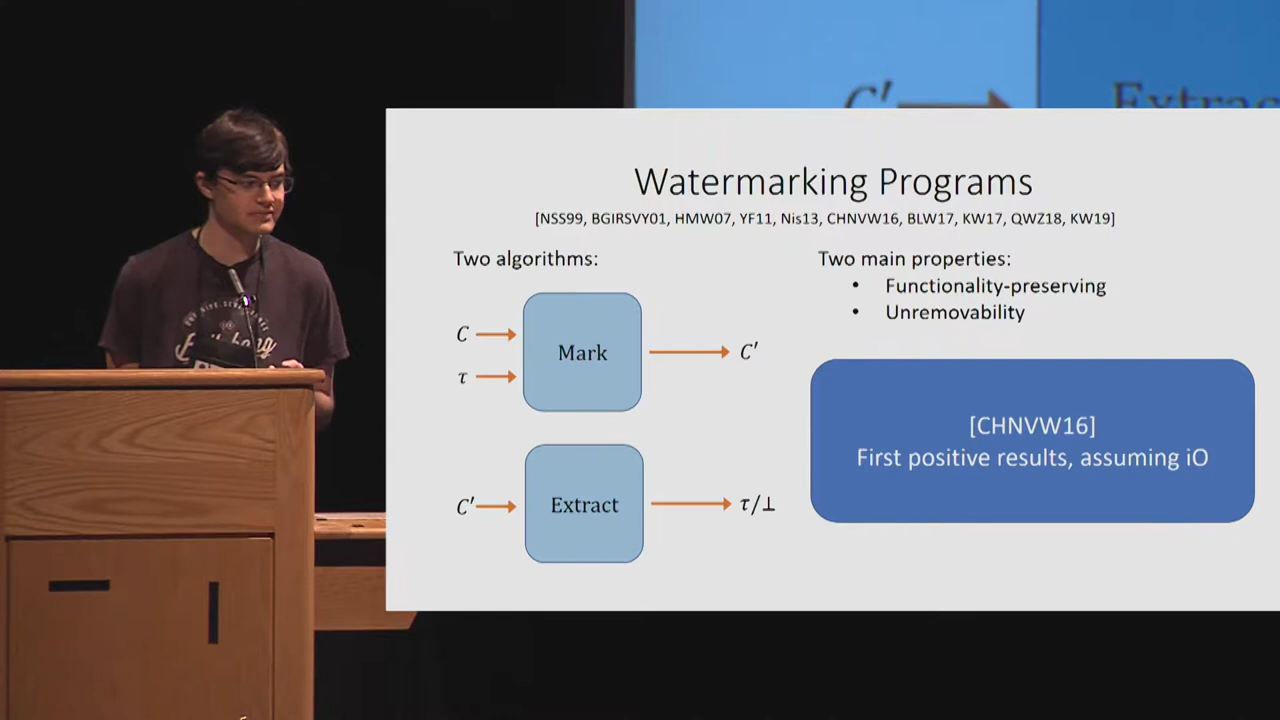 C′ Extrac
Watermarking Programs
[NSS99, BGIRSVY01, HMW07, YF11, Nis13, CHNVW16, BLW17, KW17, QWZ18, KW19]
Two algorithms:
C
τ
Mark
C′
C′
Extract
τ/⊥
Two main properties:
• Functionality-preserving
• Unremovability
[CHNVW16]
First positive results, assuming iO